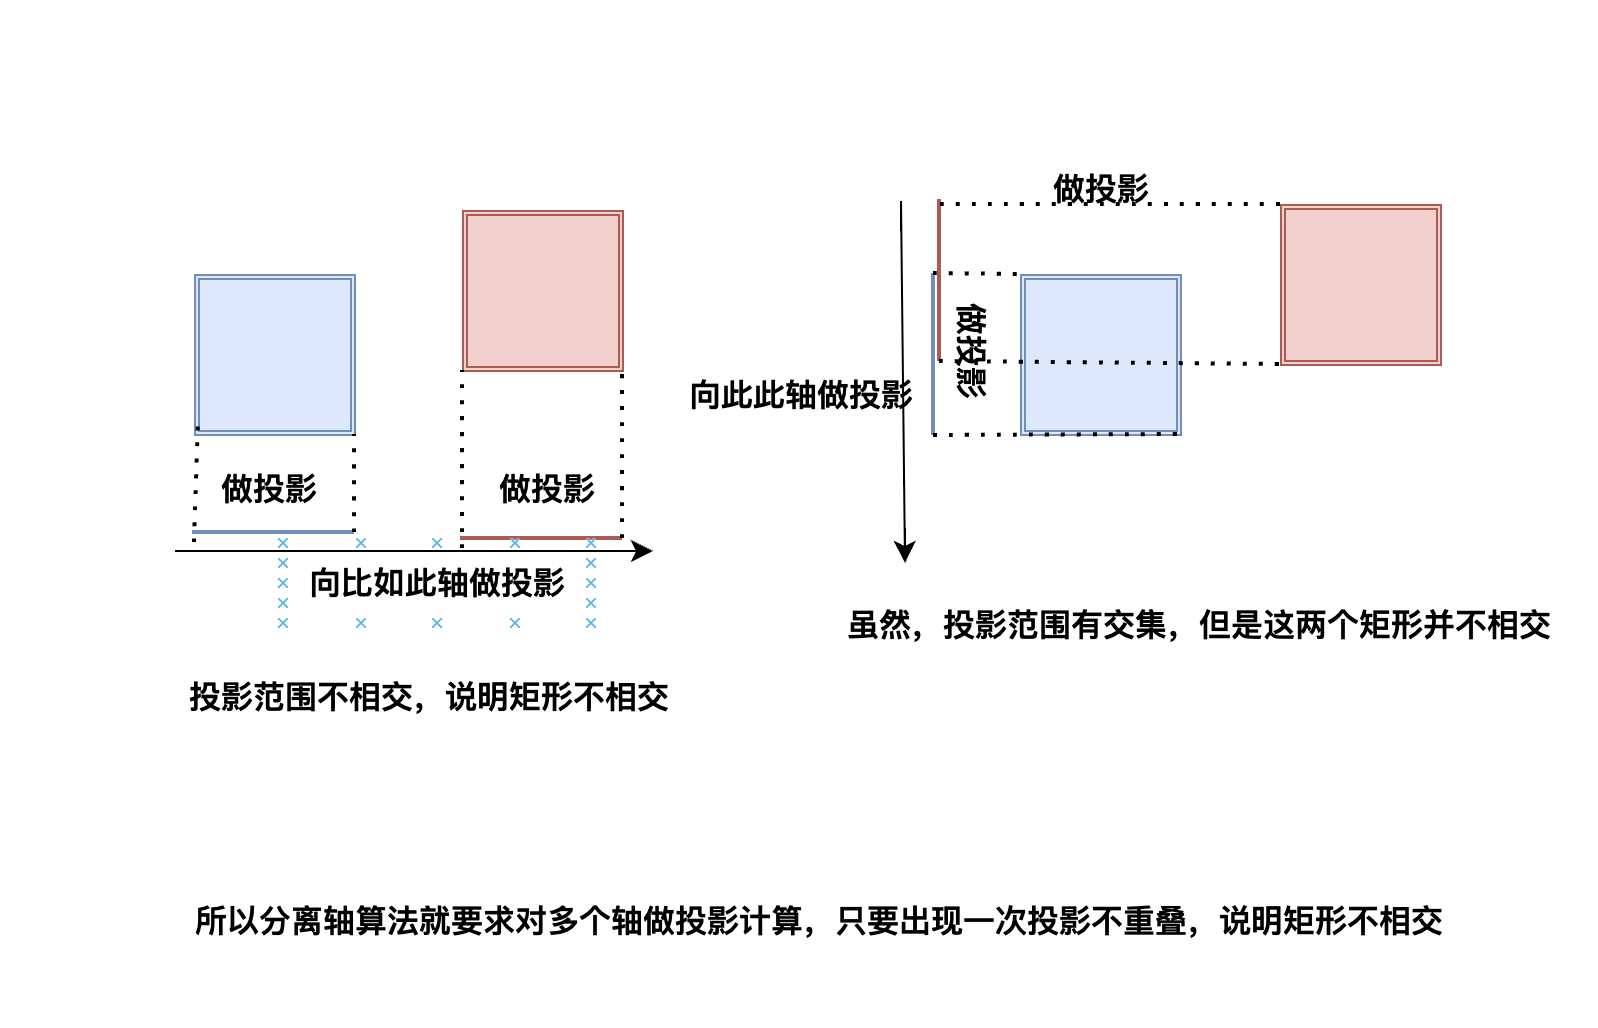 做投影
做投影
向比如此轴做投影
投影范围不相交，说明矩形不相交
做投影
做投影
向此此轴做投影
虽然，投影范围有交集，但是这两个矩形并不相交
所以分离轴算法就要求对多个轴做投影计算，只要出现一次投影不重叠，说明矩形不相交